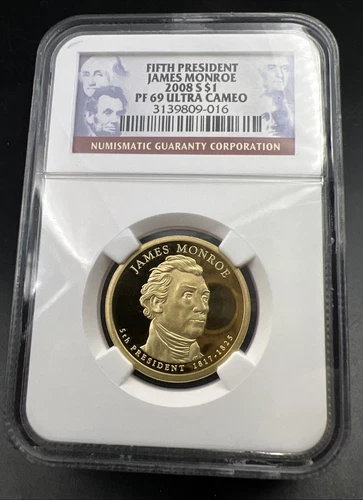 FIFTH PRESIDENT
JAMES MONROE
2008 S $1
PF 69 ULTRA CAMEO
3139809-016
NUMISMATIC GUARANTY CORPORATION
JAMES MONROE
5th PRESIDENT 1817-1825